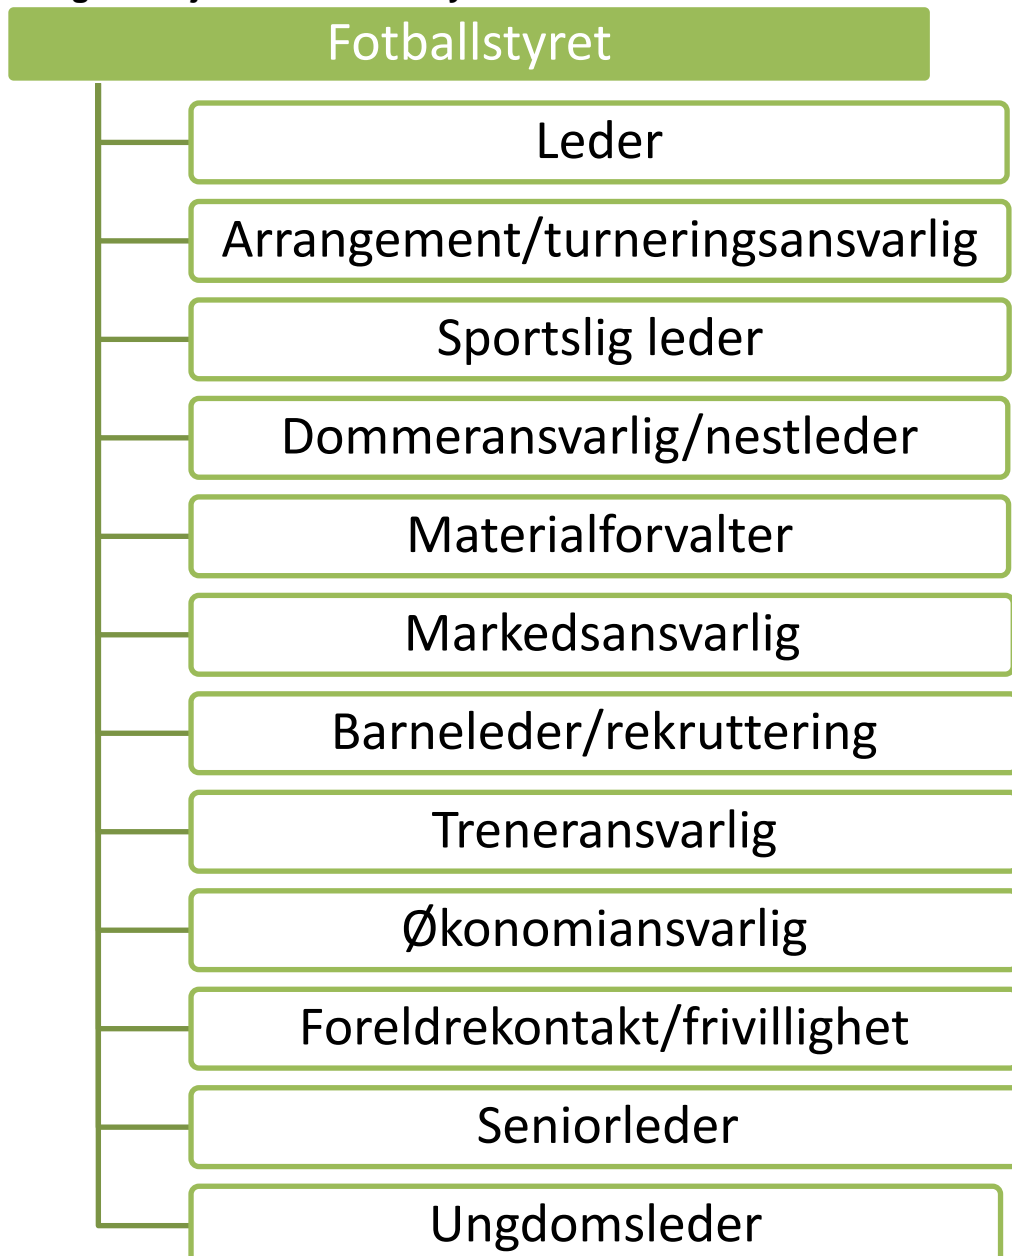 Fotballstyret
Leder
Arrangement/turneringsansvarlig
Sportslig leder
Dommeransvarlig/nestleder
Materialforvalter
Markedsansvarlig
Barneleder/rekruttering
Treneransvarlig
Økonomiansvarlig
Foreldrekontakt/frivillighet
Seniorleder
Ungdomsleder